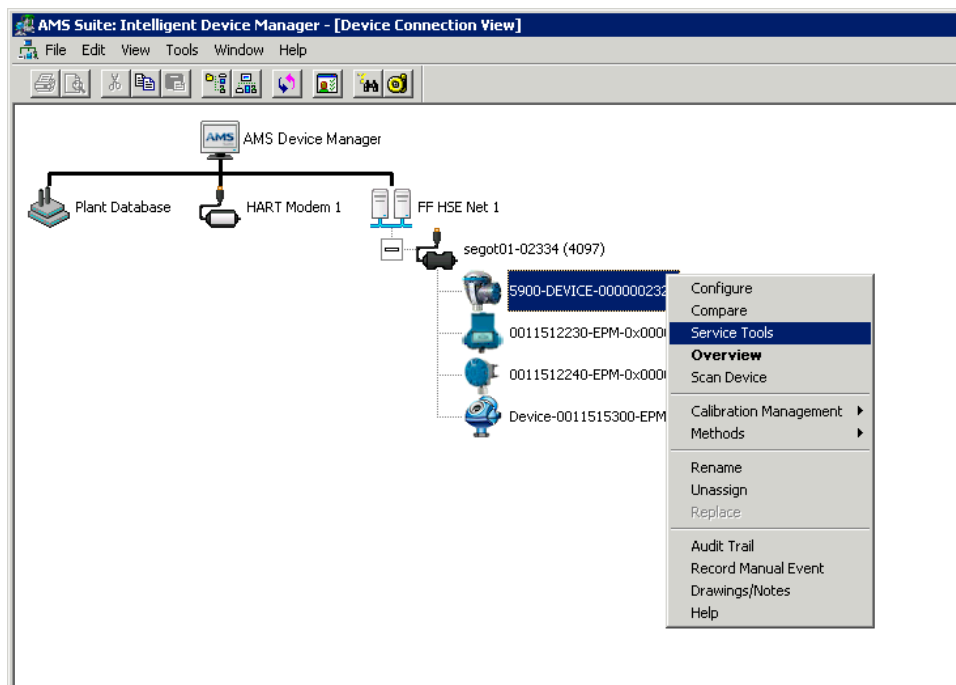 AMS Suite: Intelligent Device Manager - [Device Connection View]
File Edit View Tools Window Help
AMS
AMS Device Manager
Plant Database
HART Modem 1
FF HSE Net 1
segot01-02334 (4097)
5900-DEVICE-000000232
0011512230-EPM-0x000
0011512240-EPM-0x000
Device-0011515300-EPM
Configure
Compare
Service Tools
Overview
Scan Device
Calibration Management
Methods
Rename
Unassign
Replace
Audit Trail
Record Manual Event
Drawings/Notes
Help